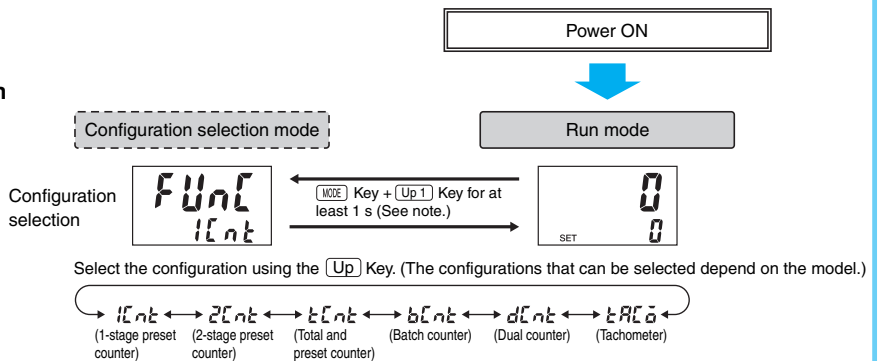 Power ON
n
Configuration selection mode
Run mode
Configuration
selection
FUnC
1Cnt
MODE Key + Up 1 Key for at
least 1 s (See note.)
0
SET 0
Select the configuration using the Up Key. (The configurations that can be selected depend on the model.)
1Cnt 2Cnt tCnt bCnt dCnt tACo
(1-stage preset
counter)
(2-stage preset
counter)
(Total and
preset counter)
(Batch counter)
(Dual counter)
(Tachometer)